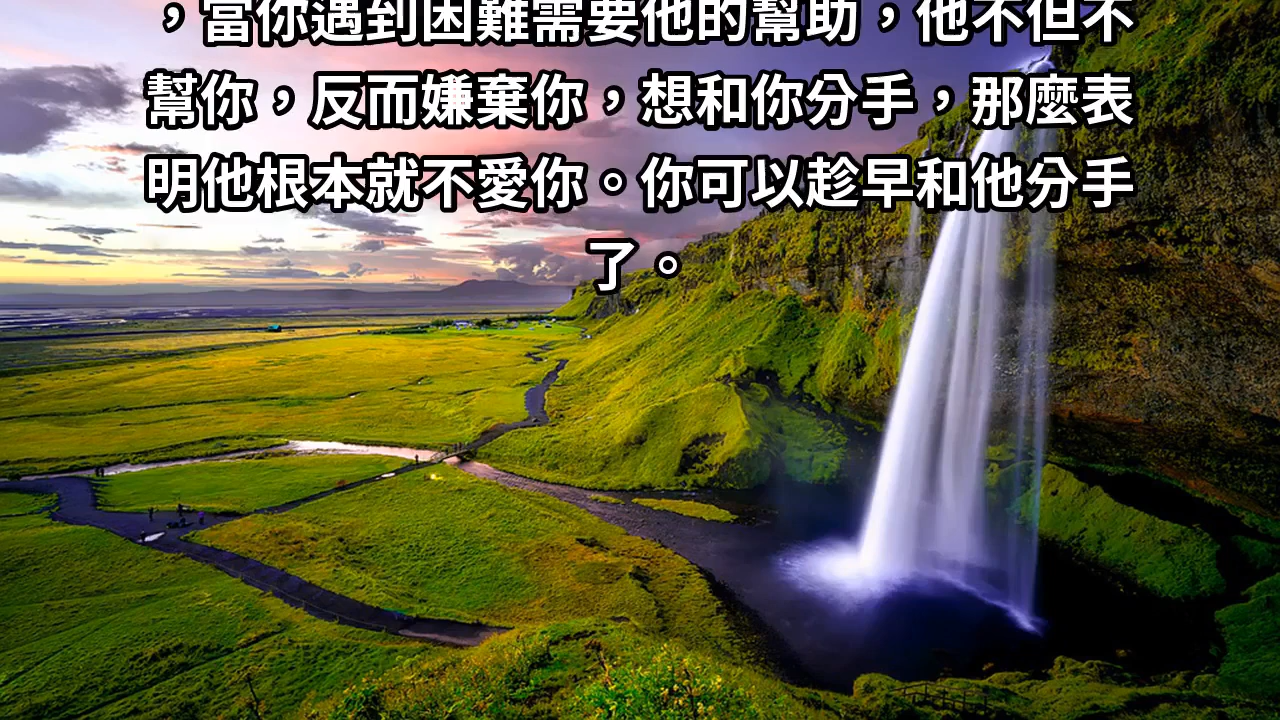 ，當你遇到困難需要他的幫助，他不但不
幫你，反而嫌棄你，想和你分手，那麼表
明他根本就不愛你。你可以趁早和他分手
了。